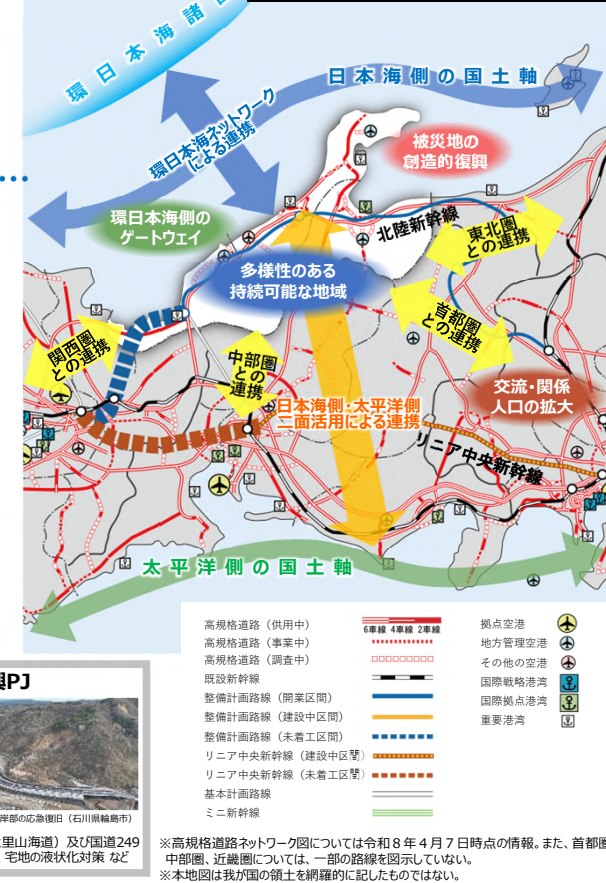 環日本海諸
日本海側の国土軸
環日本海ネットワーク
による連携
被災地の
創造的復興
環日本海側の
ゲートウェイ
北陸新幹線
東北圏
との連携
多様性のある
持続可能な地域
首都圏
との連携
関西圏
との連携
中部圏
との
連携
交流・関係
人口の拡大
日本海側・太平洋側
二面活用による連携
リニア中央新幹線
太平洋側の国土軸
高規格道路（供用中）
6車線 4車線 2車線
高規格道路（事業中）
高規格道路（調査中）
既設新幹線
整備計画路線（開業区間）
整備計画路線（建設中区間）
整備計画路線（未着工区間）
リニア中央新幹線（建設中区間）
リニア中央新幹線（未着工区間）
基本計画路線
ミニ新幹線
拠点空港
地方管理空港
その他の空港
国際戦略港湾
国際拠点港湾
重要港湾
PJ
岸部の応急復旧（石川県輪島市）
里山海道）及び国道249
宅地の液状化対策 など
※高規格道路ネットワーク図については令和８年４月７日時点の情報。また、首都圏
中部圏、近畿圏については、一部の路線を図示していない。
※本地図は我が国の領土を網羅的に記したものではない。